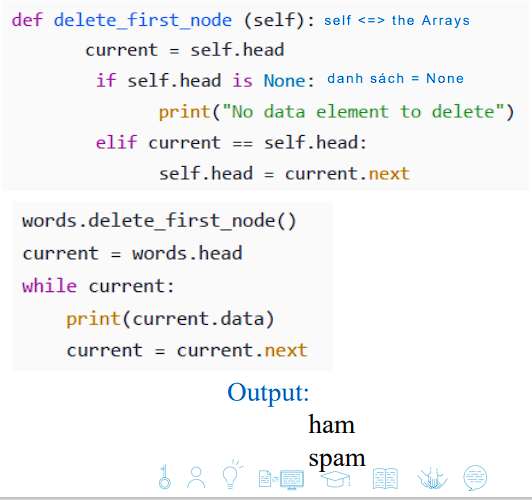 def delete_first_node (self): self <=> the Arrays
current = self.head
if self.head is None: danh sách = None
print("No data element to delete")
elif current == self.head:
self.head = current.next
words.delete_first_node()
current = words.head
while current:
print(current.data)
current = current.next
Output:
ham
spam